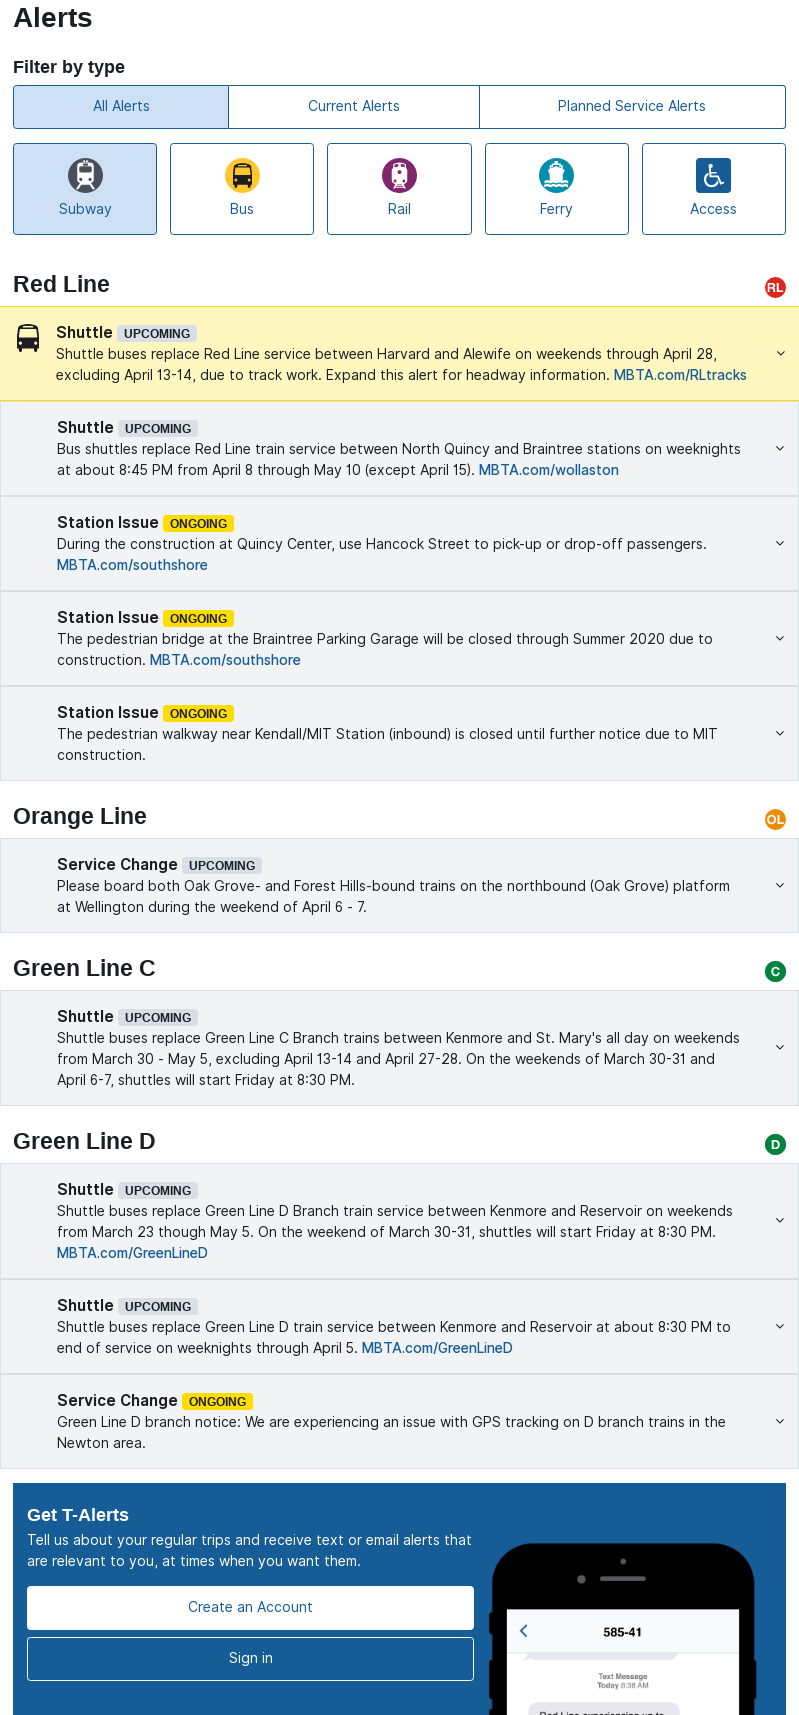 Alerts
Filter by type
All Alerts
Current Alerts
Planned Service Alerts
Subway
Bus
Rail
Ferry
Access
Red Line
RL
Shuttle UPCOMING
Shuttle buses replace Red Line service between Harvard and Alewife on weekends through April 28,
excluding April 13-14, due to track work. Expand this alert for headway information. MBTA.com/RLtracks
Shuttle UPCOMING
Bus shuttles replace Red Line train service between North Quincy and Braintree stations on weeknights
at about 8:45 PM from April 8 through May 10 (except April 15). MBTA.com/wollaston
Station Issue ONGOING
During the construction at Quincy Center, use Hancock Street to pick-up or drop-off passengers.
MBTA.com/southshore
Station Issue ONGOING
The pedestrian bridge at the Braintree Parking Garage will be closed through Summer 2020 due to
construction. MBTA.com/southshore
Station Issue ONGOING
The pedestrian walkway near Kendall/MIT Station (inbound) is closed until further notice due to MIT
construction.
Orange Line
OL
Service Change UPCOMING
Please board both Oak Grove- and Forest Hills-bound trains on the northbound (Oak Grove) platform
at Wellington during the weekend of April 6 - 7.
Green Line C
C
Shuttle UPCOMING
Shuttle buses replace Green Line C Branch trains between Kenmore and St. Mary's all day on weekends
from March 30 - May 5, excluding April 13-14 and April 27-28. On the weekends of March 30-31 and
April 6-7, shuttles will start Friday at 8:30 PM.
Green Line D
D
Shuttle UPCOMING
Shuttle buses replace Green Line D Branch train service between Kenmore and Reservoir on weekends
from March 23 though May 5. On the weekend of March 30-31, shuttles will start Friday at 8:30 PM.
MBTA.com/GreenLineD
Shuttle UPCOMING
Shuttle buses replace Green Line D train service between Kenmore and Reservoir at about 8:30 PM to
end of service on weeknights through April 5. MBTA.com/GreenLineD
Service Change ONGOING
Green Line D branch notice: We are experiencing an issue with GPS tracking on D branch trains in the
Newton area.
Get T-Alerts
Tell us about your regular trips and receive text or email alerts that
are relevant to you, at times when you want them.
Create an Account
Sign in
585-41
Text Message
Today 8:38 AM